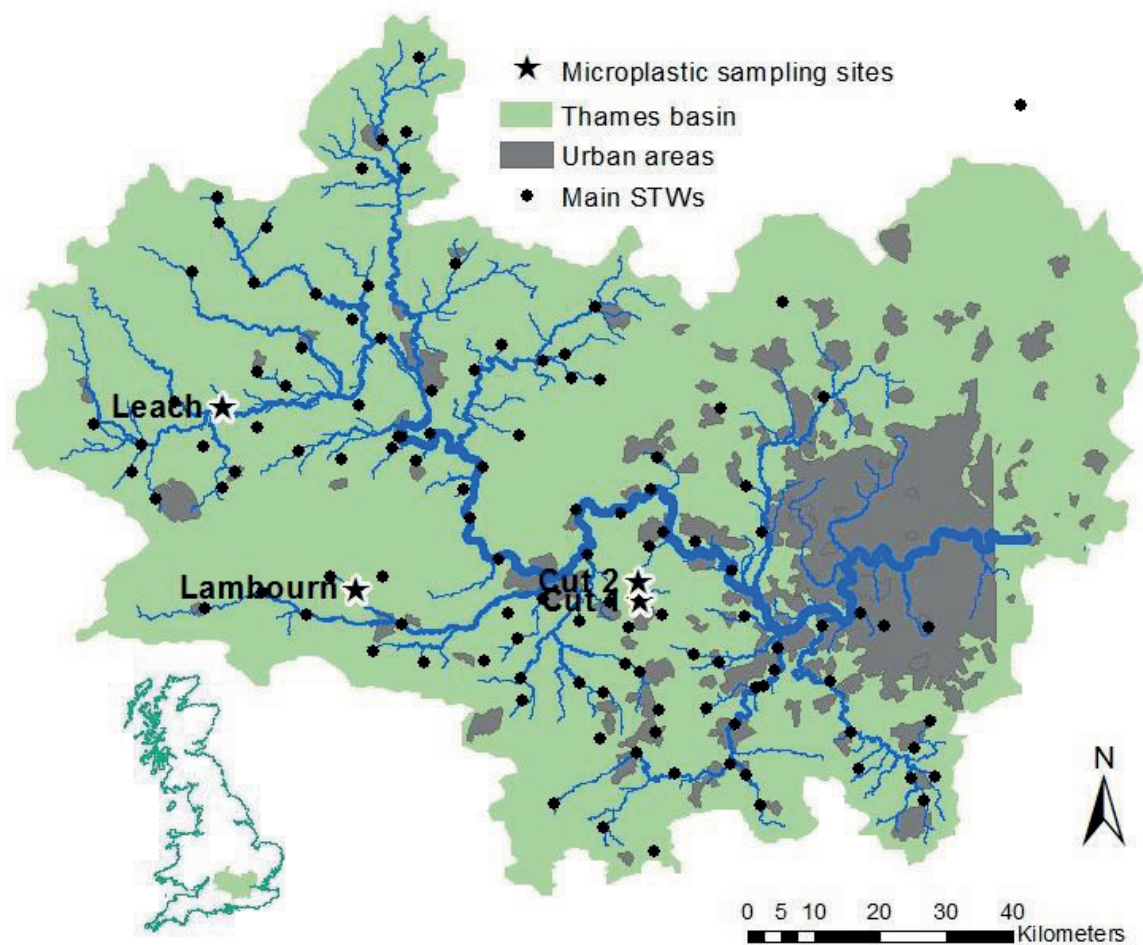 Microplastic sampling sites
Thames basin
Urban areas
Main STWs
Leach
Lambourn
Cut 2
Cut 1
N
0 5 10 20 30 40
Kilometers